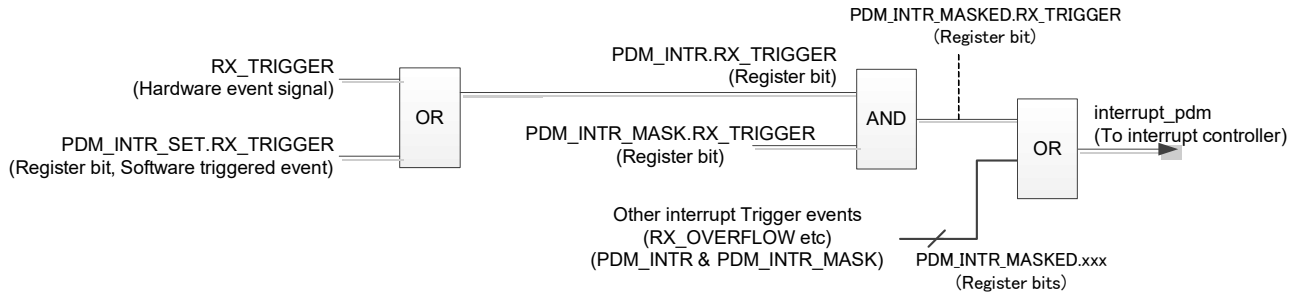 PDM_INTR_MASKED.RX_TRIGGER
(Register bit)
RX_TRIGGER
(Hardware event signal)
PDM_INTR.RX_TRIGGER
(Register bit)
OR
AND
interrupt_pdm
(To interrupt controller)
PDM_INTR_SET.RX_TRIGGER
(Register bit, Software triggered event)
PDM_INTR_MASK.RX_TRIGGER
(Register bit)
OR
Other interrupt Trigger events
(RX_OVERFLOW etc)
(PDM_INTR & PDM_INTR_MASK)
PDM_INTR_MASKED.xxx
(Register bits)